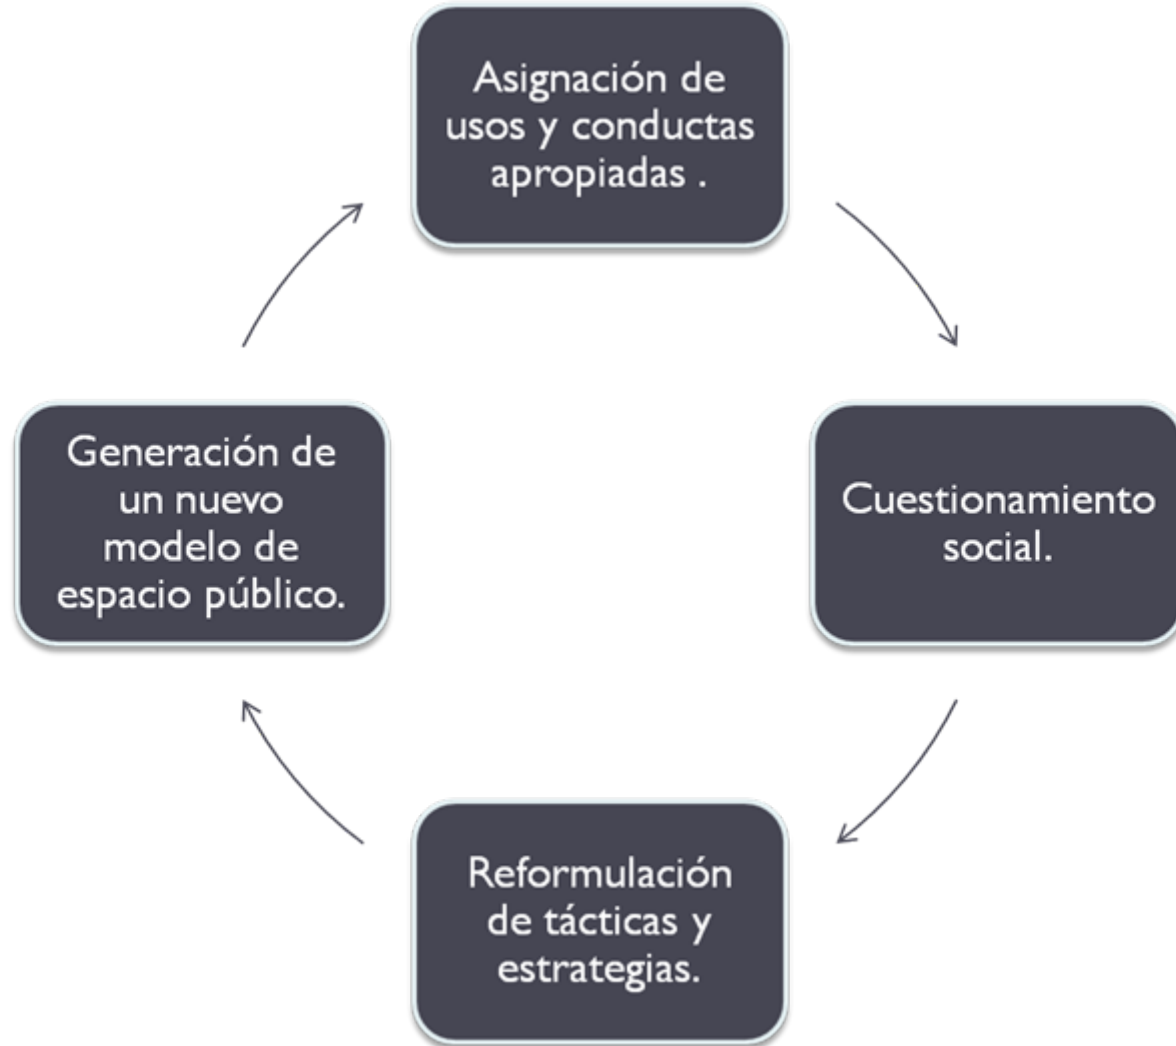 Asignación de
usos y conductas
apropiadas .
Cuestionamiento
social.
Reformulación
de tácticas y
estrategias.
Generación de
un nuevo
modelo de
espacio público.